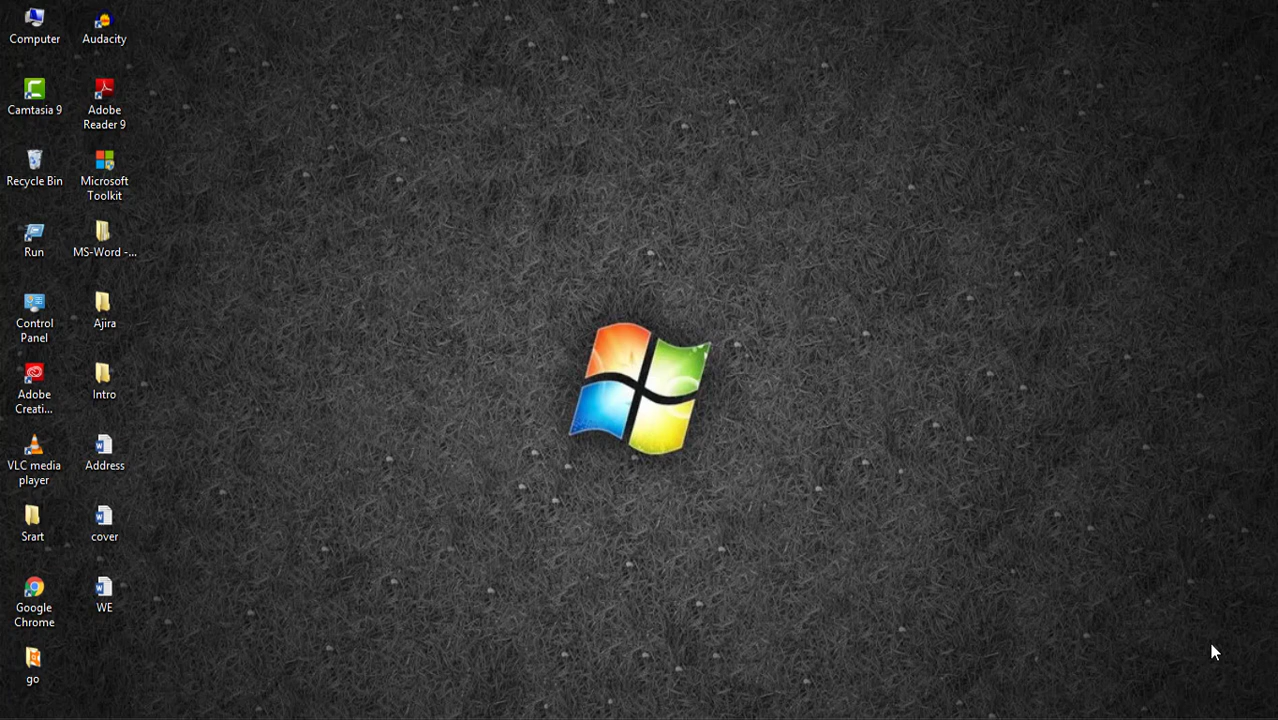 Computer
Camtasia 9
Recycle Bin
Run
Control
Panel
Adobe
Creati...
VLC media
player
Srart
Google
Chrome
go
Audacity
Adobe
Reader 9
Microsoft
Toolkit
MS-Word -...
Ajira
Intro
Address
cover
WE